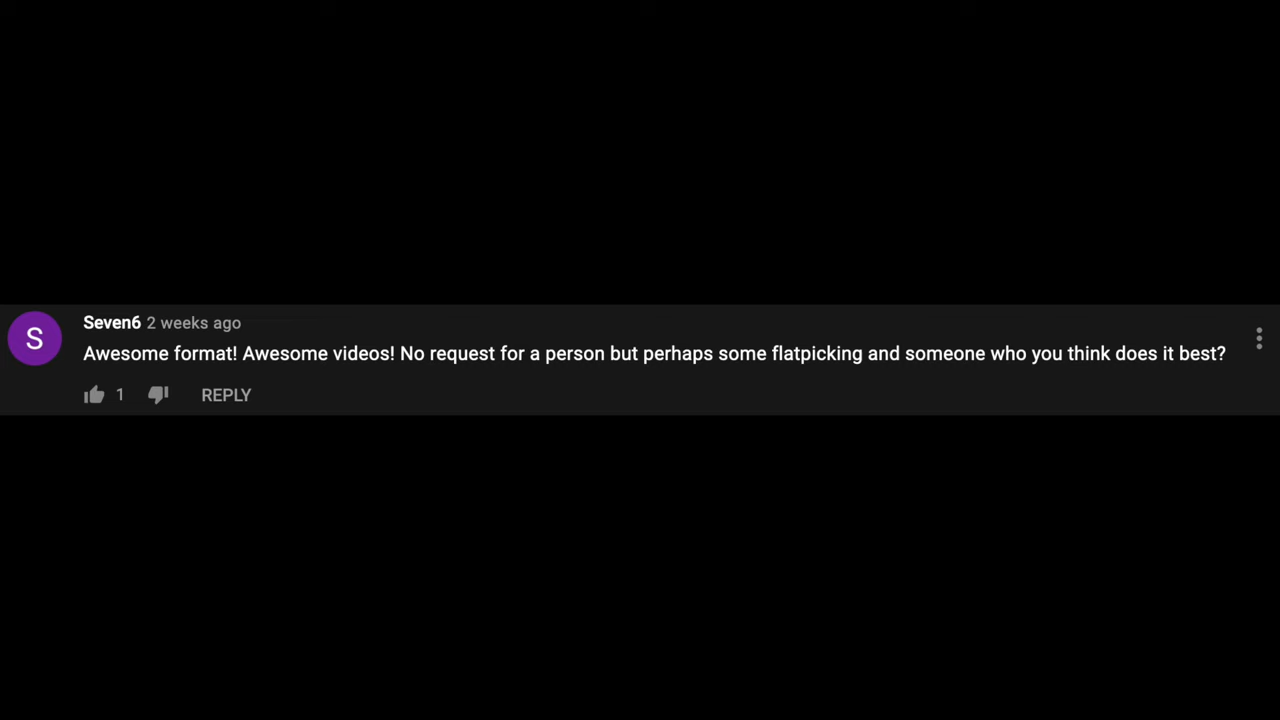 S
Seven6 2 weeks ago
Awesome format! Awesome videos! No request for a person but perhaps some flatpicking and someone who you think does it best?
1 REPLY